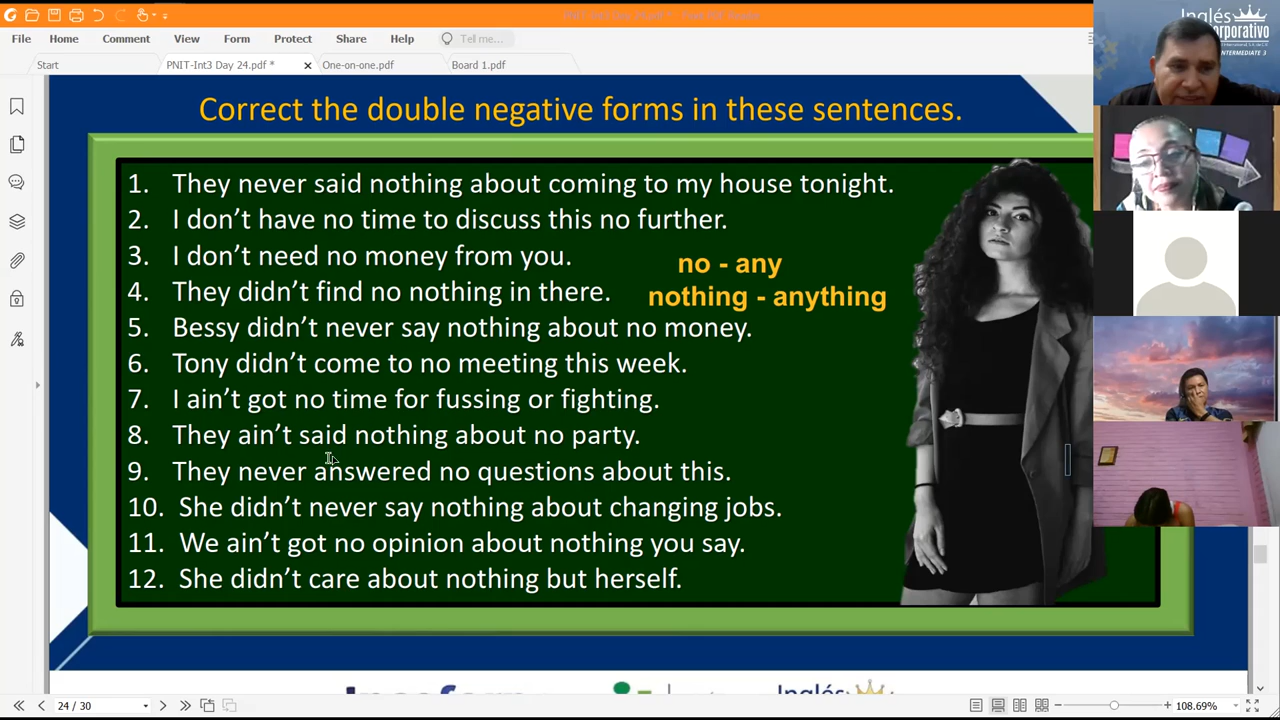 File Home Comment View Form Protect Share Help Tell me...
Start PNIT-Int3 Day 24.pdf * One-on-one.pdf Board 1.pdf
Inglés
orporativo
INTERMEDIATE 3
Correct the double negative forms in these sentences.
1. They never said nothing about coming to my house tonight.
2. I don’t have no time to discuss this no further.
3. I don’t need no money from you.
no - any
4. They didn’t find no nothing in there.
nothing - anything
5. Bessy didn’t never say nothing about no money.
6. Tony didn’t come to no meeting this week.
7. I ain’t got no time for fussing or fighting.
8. They ain’t said nothing about no party.
9. They never answered no questions about this.
10. She didn’t never say nothing about changing jobs.
11. We ain’t got no opinion about nothing you say.
12. She didn’t care about nothing but herself.
Inglés
24 / 30
108.69%